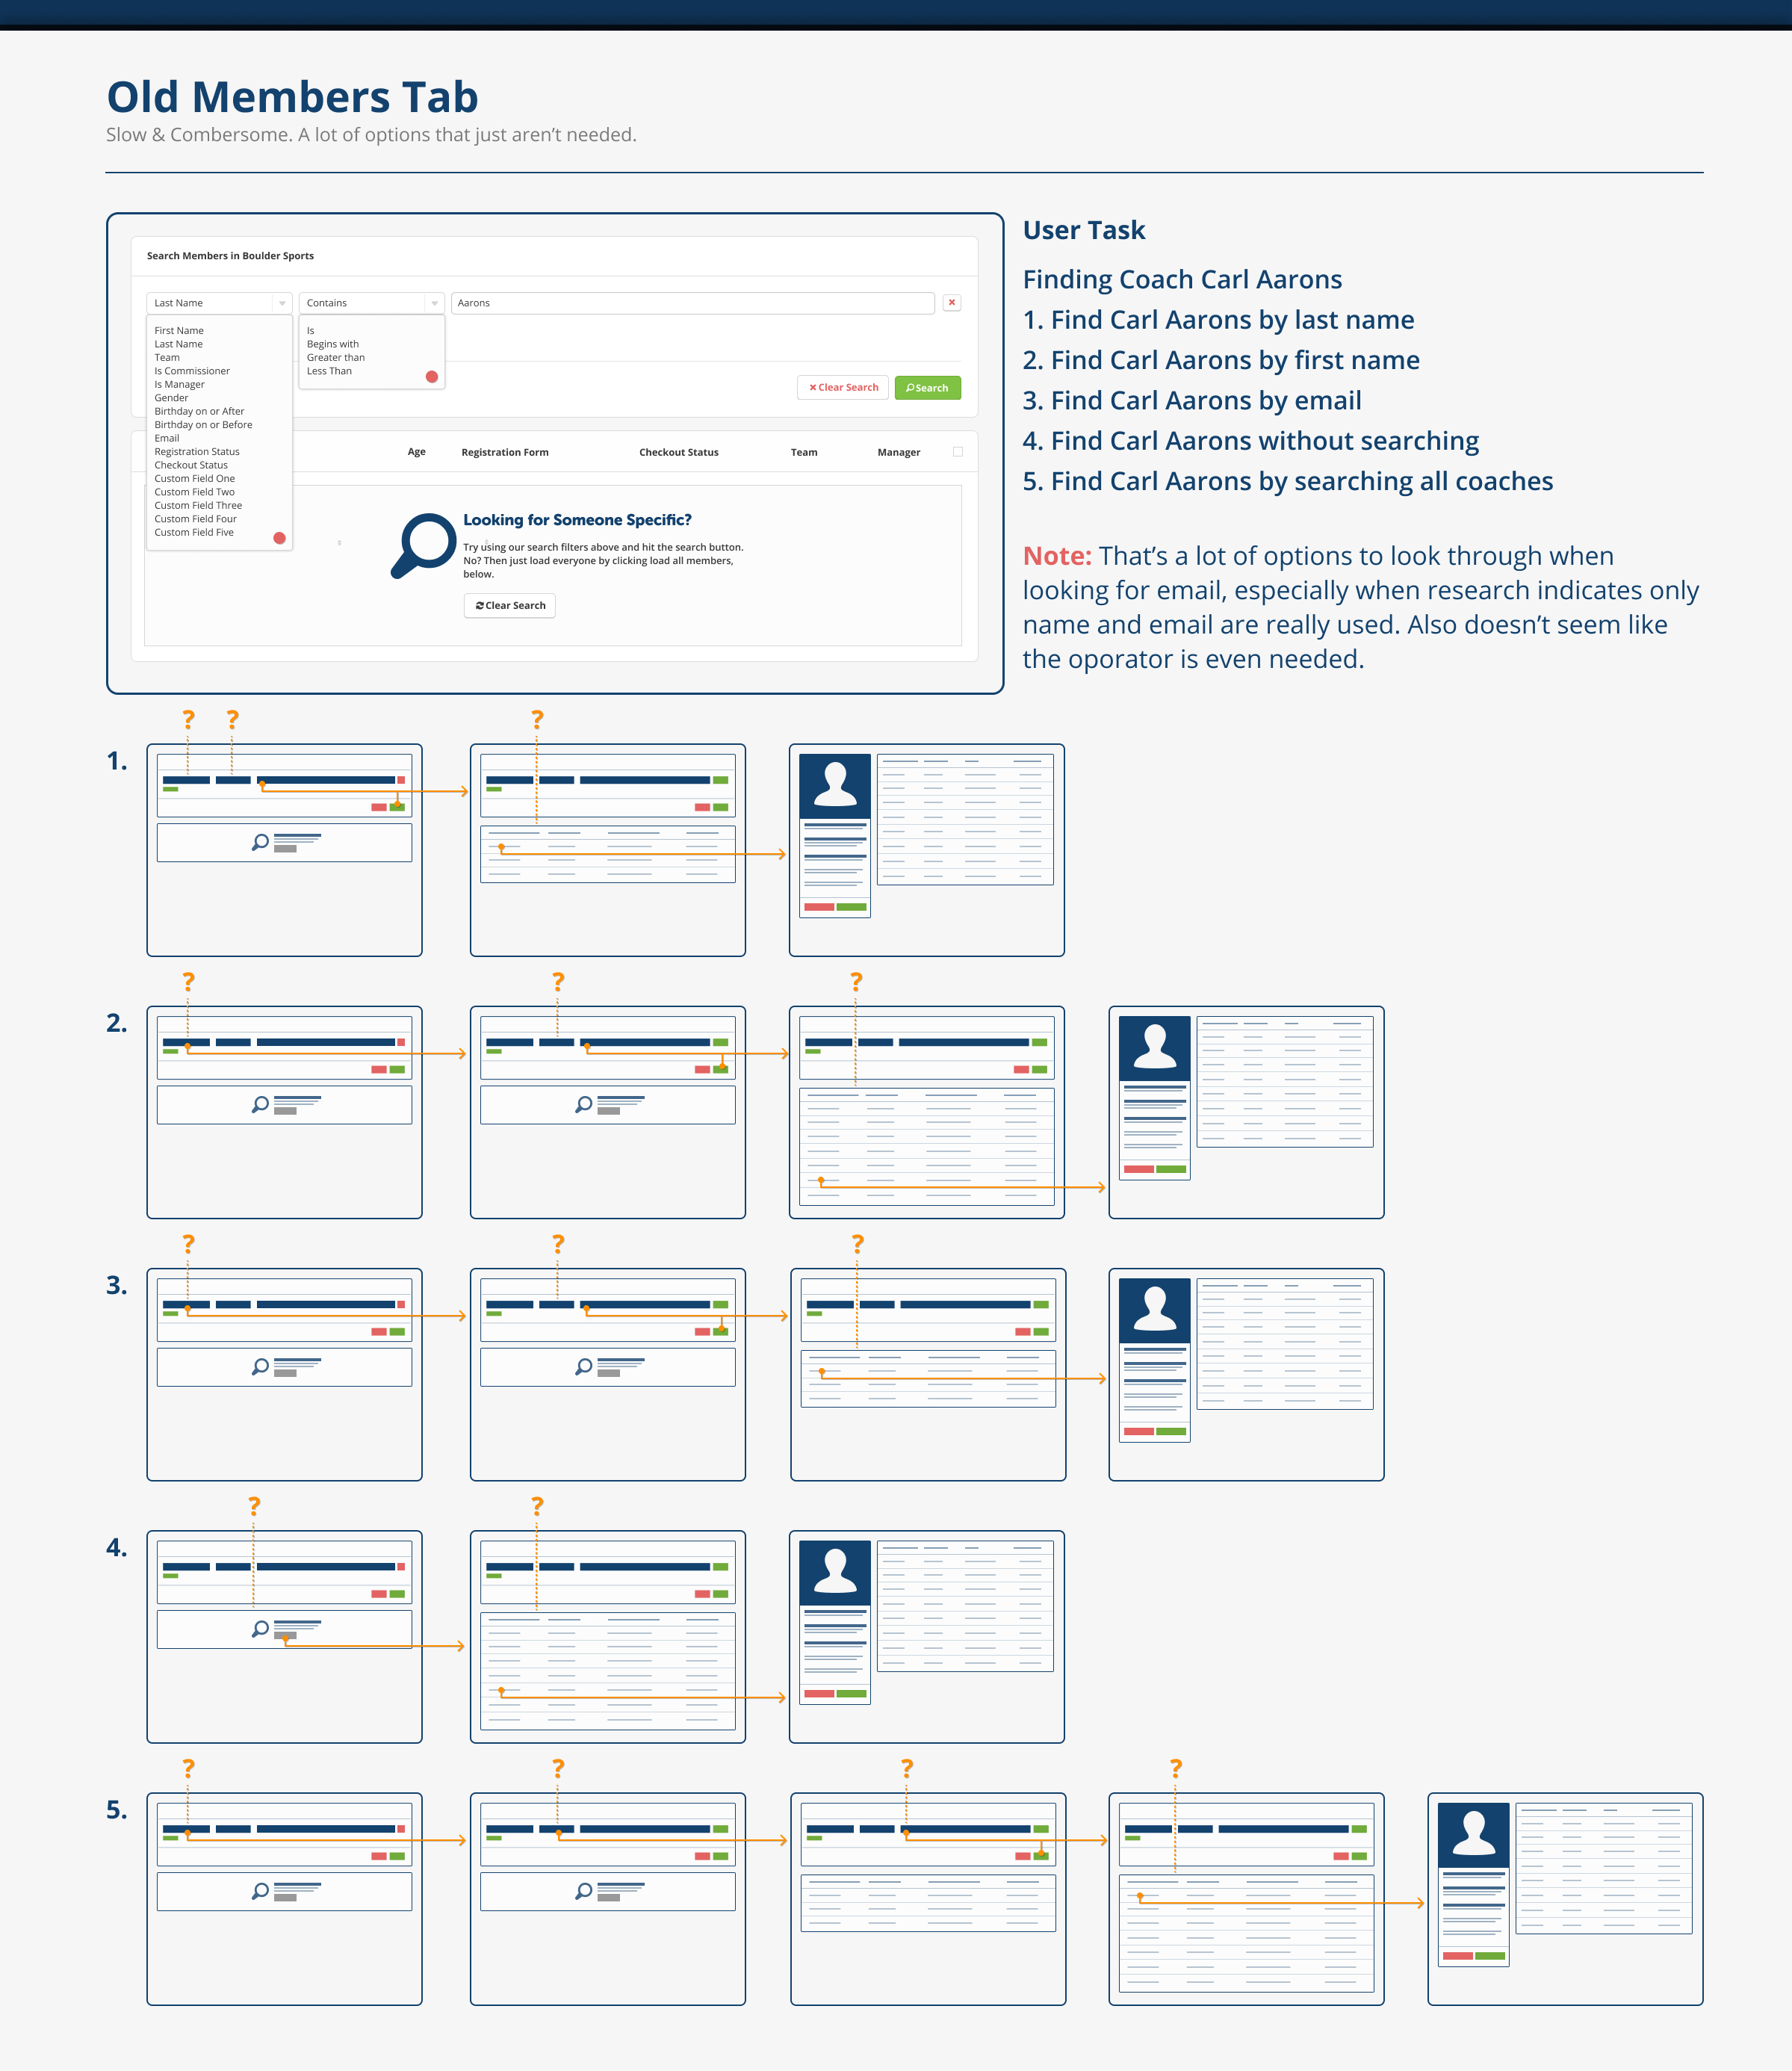 Old Members Tab
Slow & Combersome. A lot of options that just aren't needed.
Search Members in Boulder Sports
Last Name
Contains
Aarons
First Name
Last Name
Team
Is Commissioner
Is Manager
Gender
Birthday on or After
Birthday on or Before
Email
Registration Status
Checkout Status
Custom Field One
Custom Field Two
Custom Field Three
Custom Field Four
Custom Field Five
Is
Begins with
Greater than
Less Than
Clear Search
Search
Age Registration Form Checkout Status Team Manager
Looking for Someone Specific?
Try using our search filters above and hit the search button.
No? Then just load everyone by clicking load all members,
below.
Clear Search
User Task
Finding Coach Carl Aarons
1. Find Carl Aarons by last name
2. Find Carl Aarons by first name
3. Find Carl Aarons by email
4. Find Carl Aarons without searching
5. Find Carl Aarons by searching all coaches
Note: That's a lot of options to look through when
looking for email, especially when research indicates only
name and email are really used. Also doesn't seem like
the oporator is even needed.
? ? ?
1.
? ? ?
2.
? ? ?
3.
? ?
4.
? ? ? ?
5.